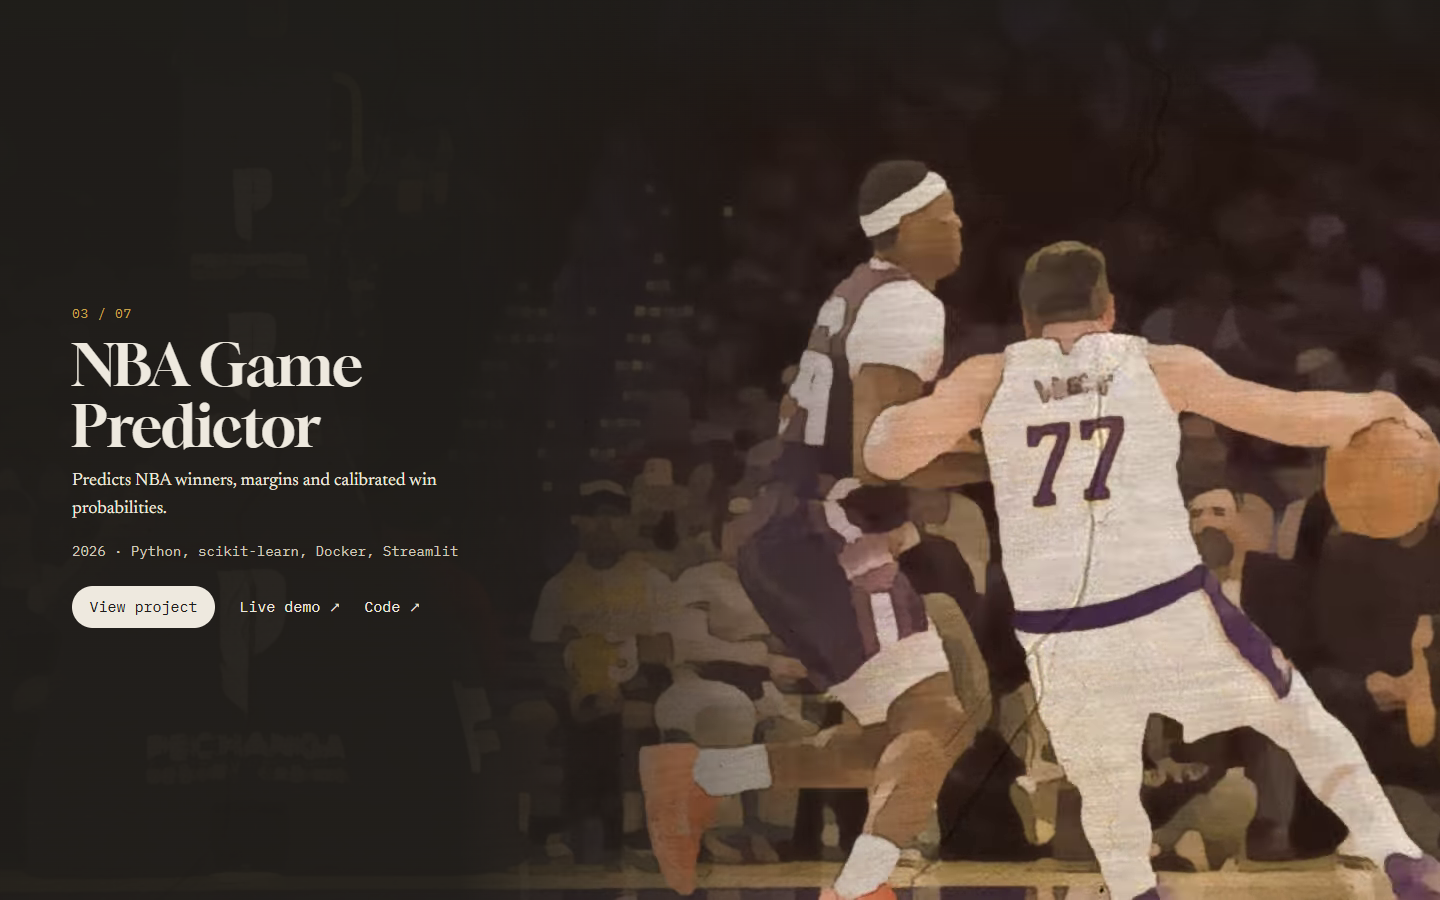 03 / 07
NBA Game
Predictor
Predicts NBA winners, margins and calibrated win
probabilities.
2026 · Python, scikit-learn, Docker, Streamlit
View project Live demo ↗ Code ↗
77
PECHANGA